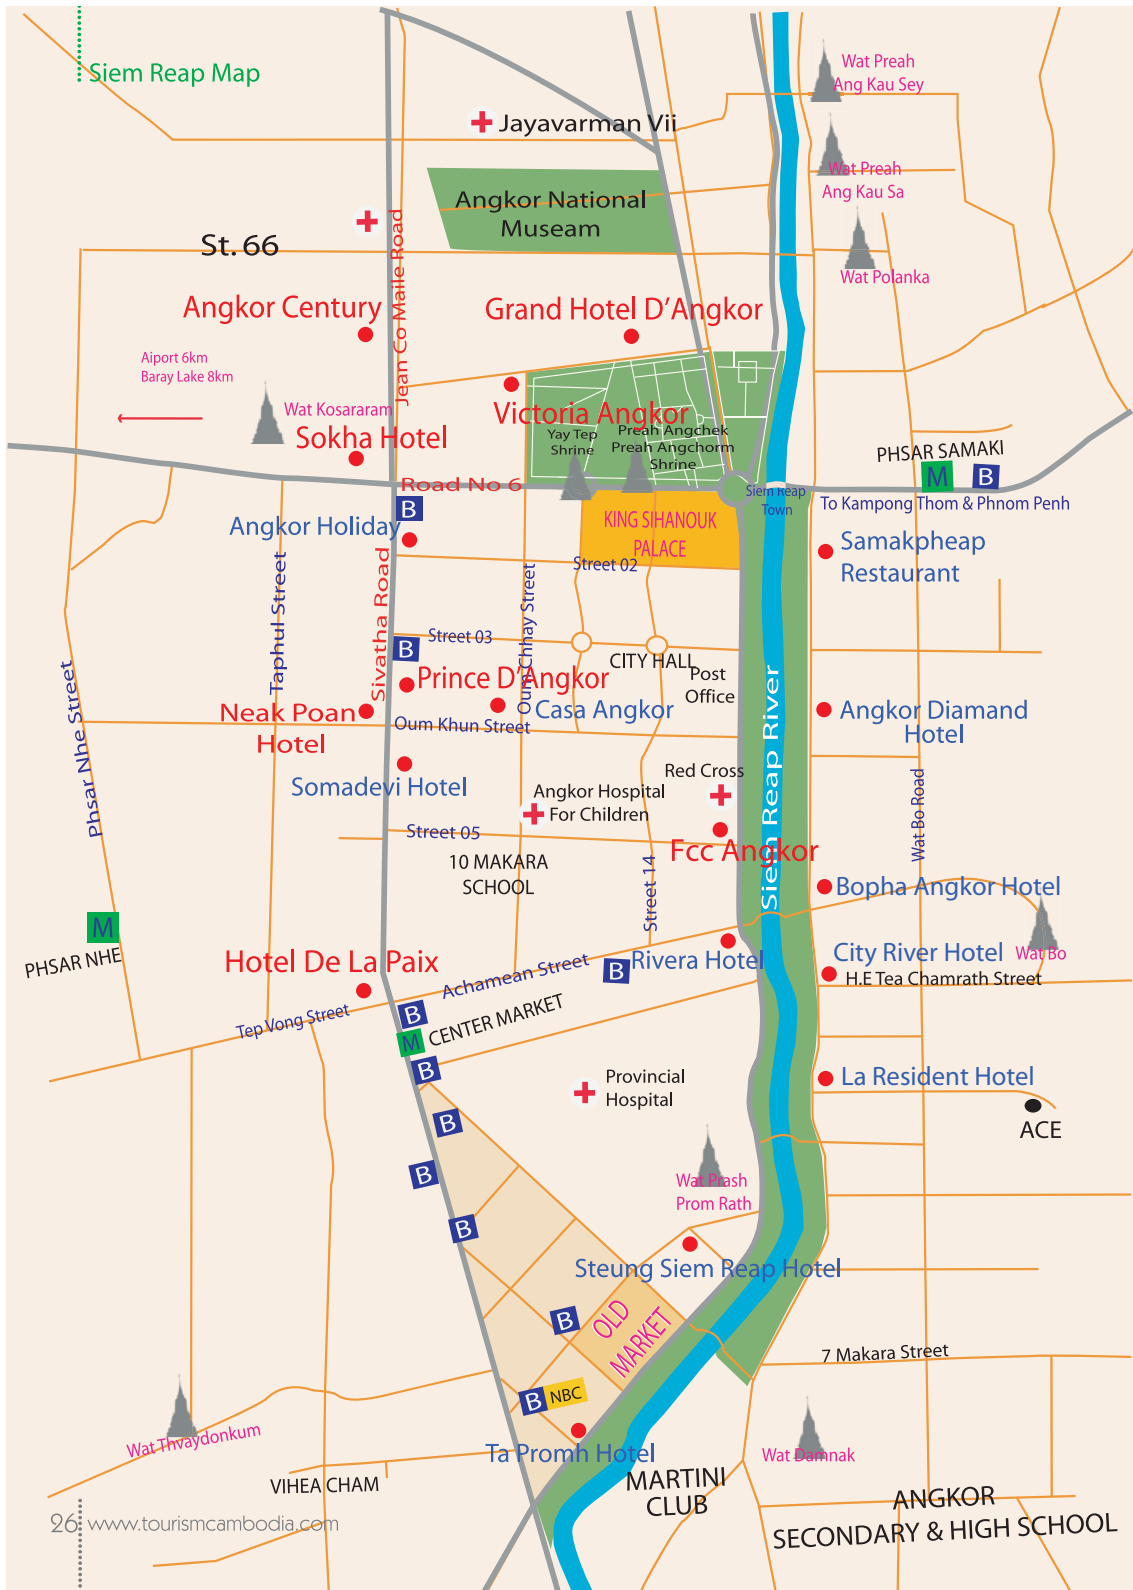 Siem Reap Map
Wat Preah
Ang Kau Sey
Jayavarman Vii
Wat Preah
Ang Kau Sa
Angkor National
Museam
St. 66
Jean Co Maile Road
Wat Polanka
Angkor Century
Grand Hotel D'Angkor
Aiport 6km
Baray Lake 8km
Wat Kosararam
Victoria Angkor
Sokha Hotel
Yay Tep
Shrine
Preah Angchek
Preah Angchorm
Shrine
PHSAR SAMAKI
M
B
Road No 6
Siem Reap
Town
To Kampong Thom & Phnom Penh
B
Angkor Holiday
KING SIHANOUK
PALACE
Samakpheap
Restaurant
Street 02
Taphul Street
Sivatha Road
Oum Chhay Street
Street 03
B
CITY HALL
Post
Office
Prince D'Angkor
Casa Angkor
Neak Poan
Hotel
Oum Khun Street
Phsar Nhe Street
Siem Reap River
Angkor Diamand
Hotel
Somadevi Hotel
Red Cross
Angkor Hospital
For Children
Wat Bo Road
Street 05
Fcc Angkor
10 MAKARA
SCHOOL
Street 14
Bopha Angkor Hotel
M
PHSAR NHE
Hotel De La Paix
Achamean Street
B
Rivera Hotel
City River Hotel
Wat Bo
H.E Tea Chamrath Street
Tep Vong Street
B
M
CENTER MARKET
B
Provincial
Hospital
La Resident Hotel
ACE
B
B
Wat Prash
Prom Rath
B
Steung Siem Reap Hotel
B
OLD
MARKET
7 Makara Street
B
NBC
Wat Thvaydonkum
Ta Promh Hotel
Wat Damnak
VIHEA CHAM
MARTINI
CLUB
ANGKOR
SECONDARY & HIGH SCHOOL
26
www.tourismcambodia.com